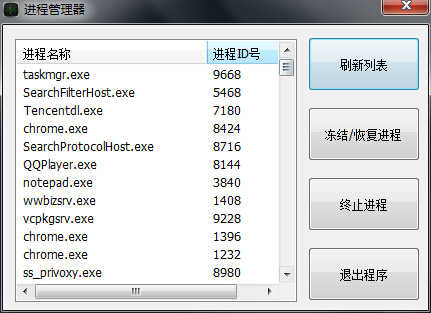 进程管理器
进程名称 进程ID号
taskmgr.exe 9668
SearchFilterHost.exe 5468
Tencentdl.exe 7180
chrome.exe 8424
SearchProtocolHost.exe 8716
QQPlayer.exe 8144
notepad.exe 3840
wwbizsrv.exe 1408
vcpkgsrv.exe 9228
chrome.exe 1396
chrome.exe 1232
ss_privoxy.exe 8980
刷新列表
冻结/恢复进程
终止进程
退出程序